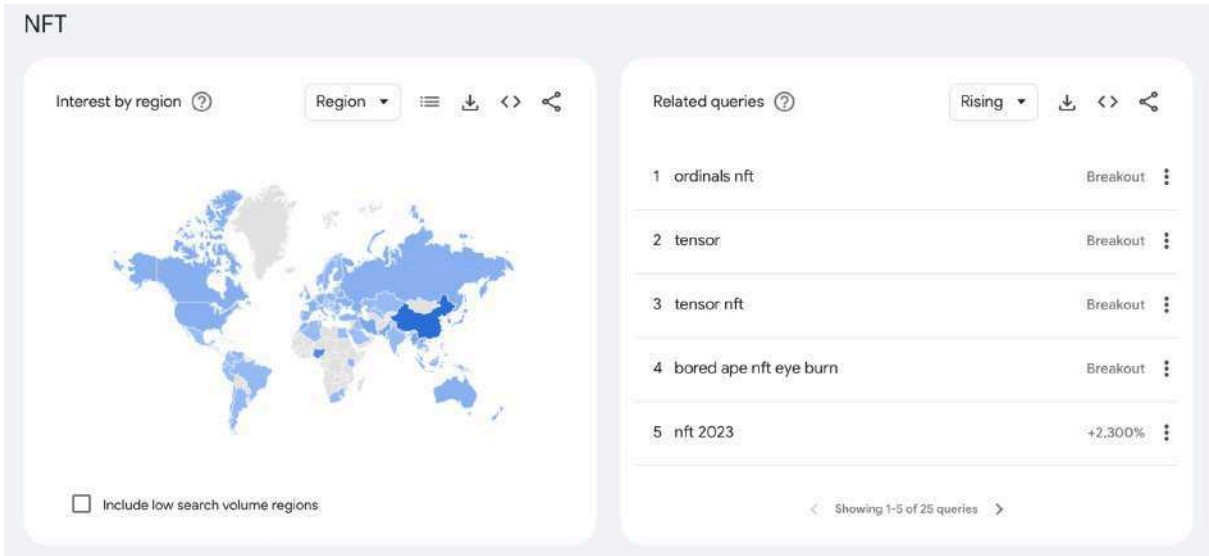 NFT
Interest by region
Region
Related queries
Rising
1 ordinals nft Breakout
2 tensor Breakout
3 tensor nft Breakout
4 bored ape nft eye burn Breakout
5 nft 2023 +2,300%
Include low search volume regions
Showing 1-5 of 25 queries